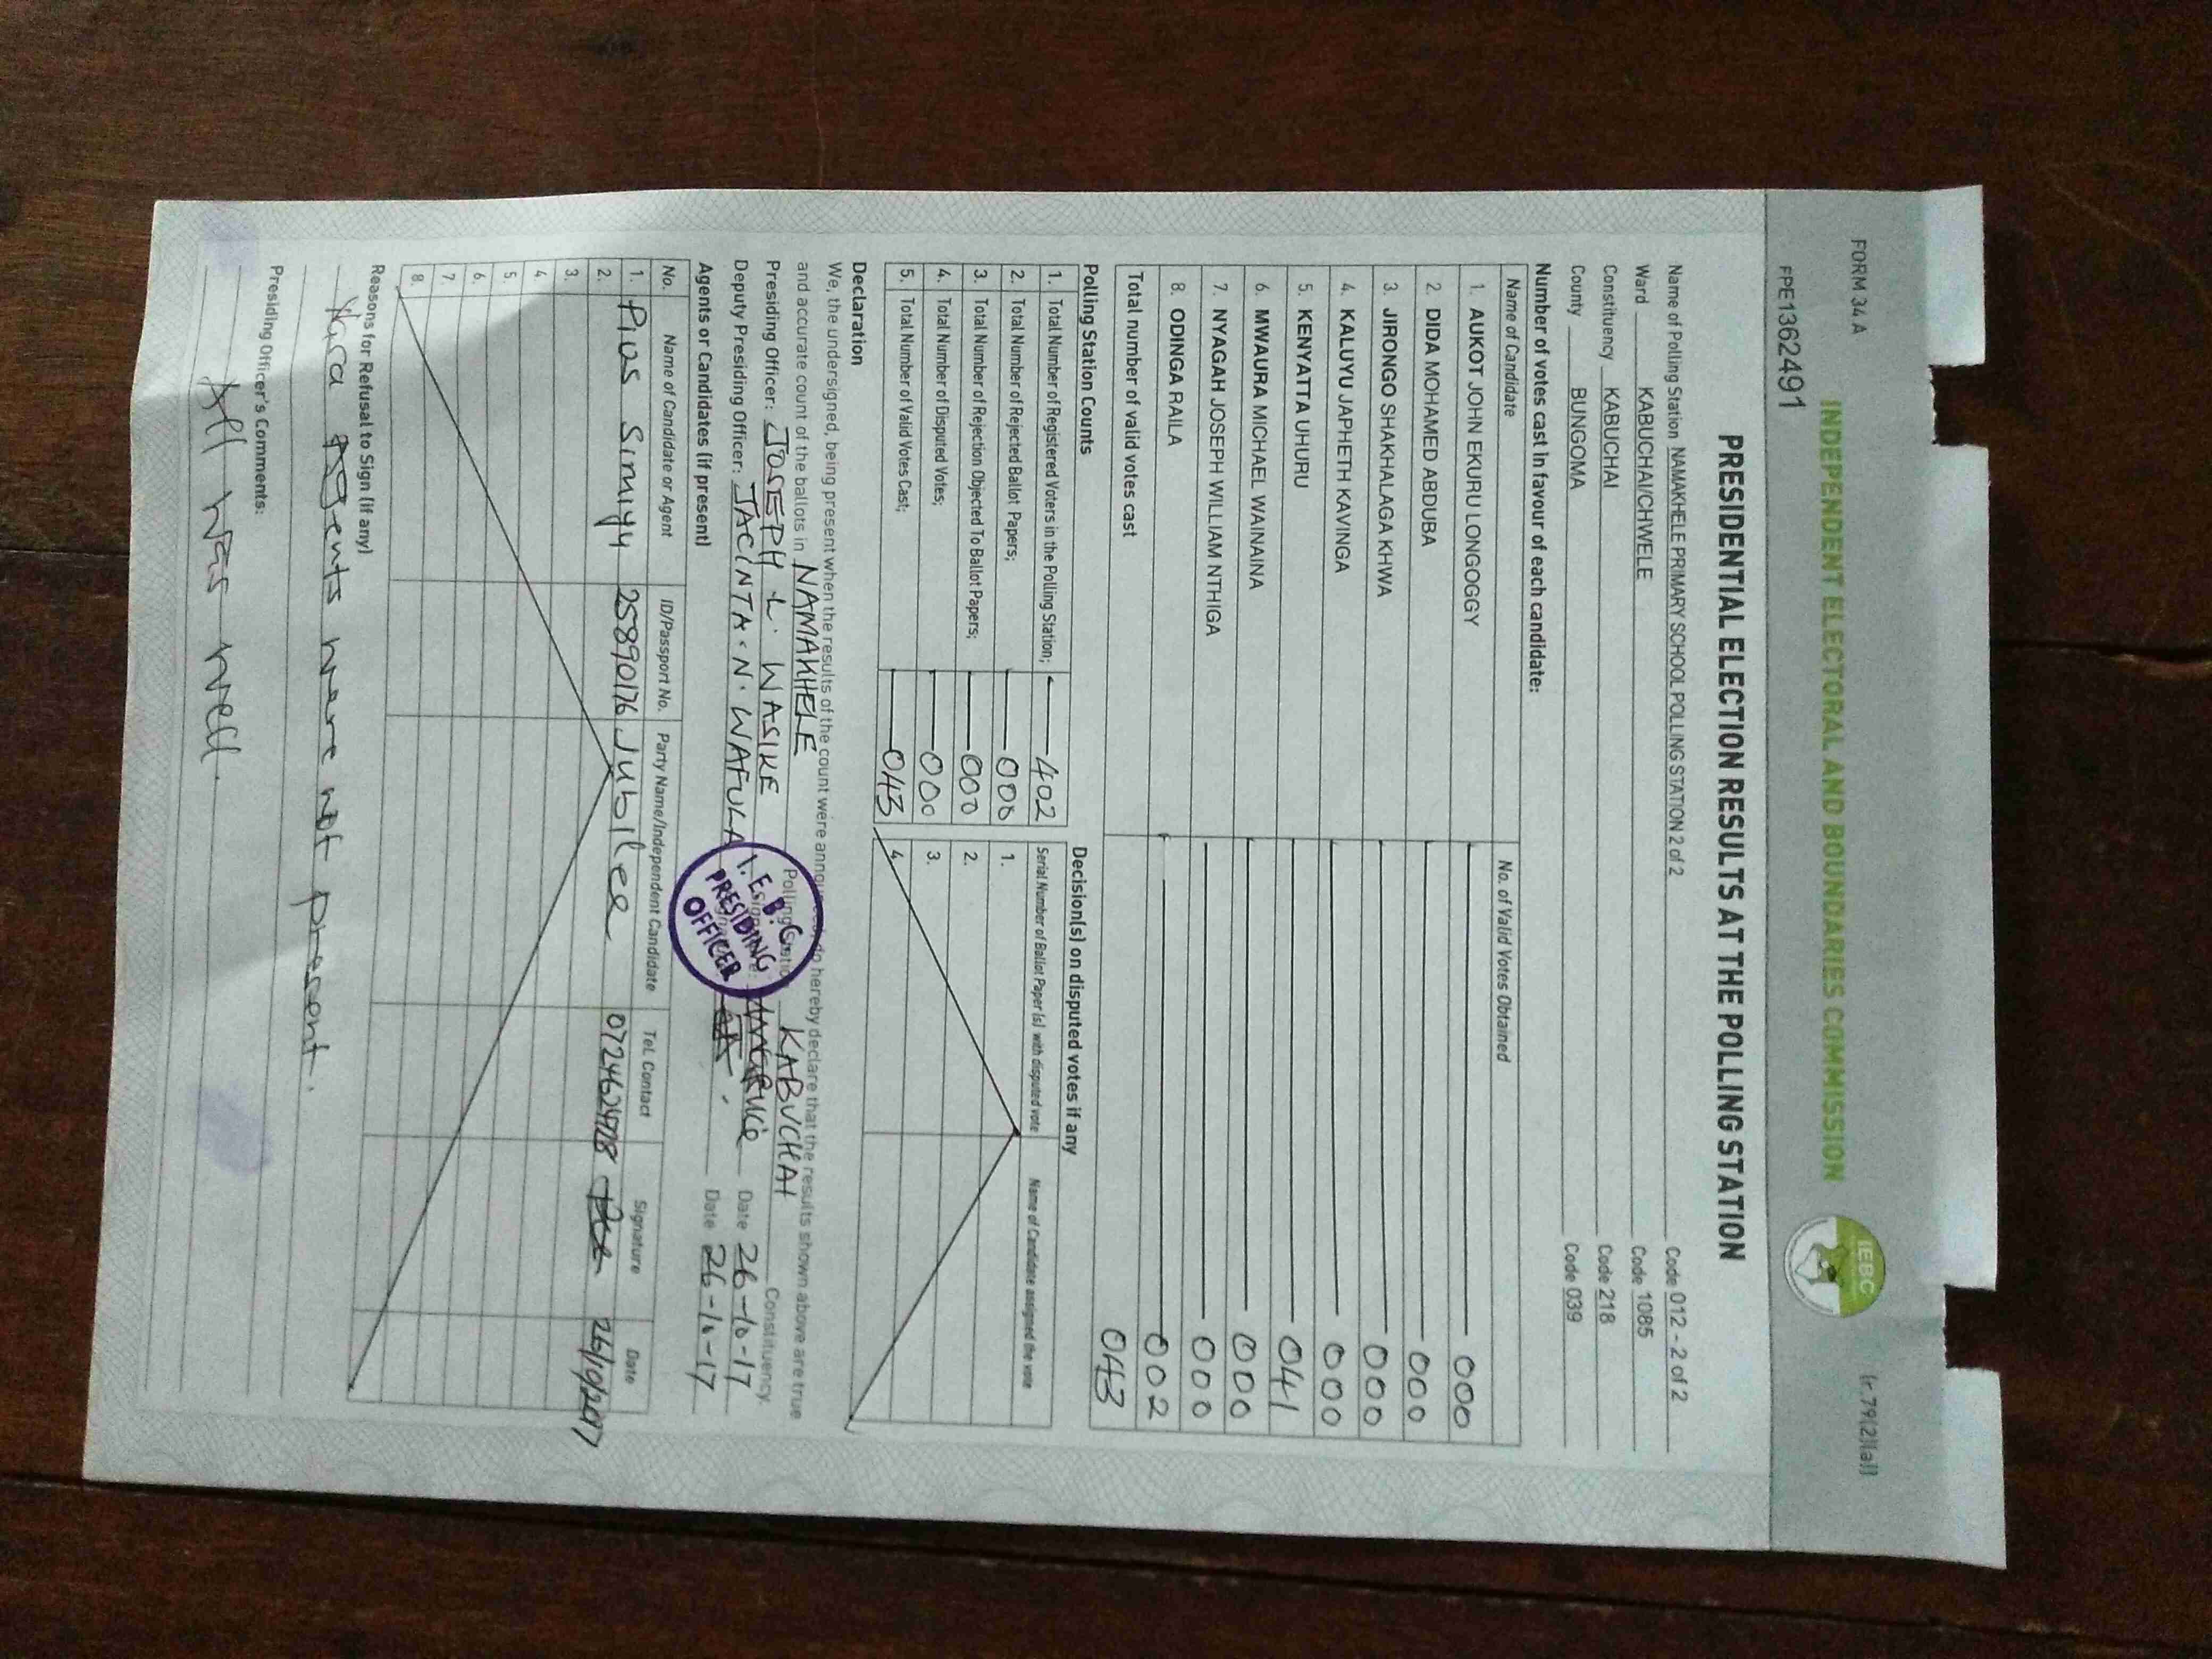 FORM 34 A
(r.79(2)(a))
INDEPENDENT ELECTORAL AND BOUNDARIES COMMISSION
IEBC
FPE1362491
PRESIDENTIAL ELECTION RESULTS AT THE POLLING STATION
Name of Polling Station NAMAKHELE PRIMARY SCHOOL POLLING STATION 2 of 2 Code 012 - 2 of 2
Ward KABUCHAI/CHWELE Code 1085
Constituency KABUCHAI Code 218
County BUNGOMA Code 039
Number of votes cast in favour of each candidate:
Name of Candidate No. of Valid Votes Obtained
1. AUKOT JOHN EKURU LONGOGGY 000
2. DIDA MOHAMED ABDUBA 000
3. JIRONGO SHAKHALAGA KHWA 000
4. KALUYU JAPHETH KAVINGA 000
5. KENYATTA UHURU 041
6. MWAURA MICHAEL WAINAINA 000
7. NYAGAH JOSEPH WILLIAM NTHIGA 000
8. ODINGA RAILA 002
Total number of valid votes cast 043
Polling Station Counts
1. Total Number of Registered Voters in the Polling Station; 402
2. Total Number of Rejected Ballot Papers; 000
3. Total Number of Rejection Objected To Ballot Papers; 000
4. Total Number of Disputed Votes; 000
5. Total Number of Valid Votes Cast; 043
Decision(s) on disputed votes if any
Serial Number of Ballot Paper (s) with disputed vote Name of Candidate assigned the vote
1.
2.
3.
4.
Declaration
We, the undersigned, being present when the results of the count were announced, do hereby declare that the results shown above are true
and accurate count of the ballots in NAMAKHELE Polling Station KABUCHAI Constituency.
Presiding Officer: JOSEPH L. WASIKE Date 26-10-17
Deputy Presiding Officer: JACINTA. N. WAFULA Date 26-10-17
I.E.B.C
PRESIDING
OFFICER
Agents or Candidates (if present)
No. Name of Candidate or Agent ID/Passport No. Party Name/Independent Candidate Tel. Contact Signature Date
1. Pius Simiyu 25890176 Jubilee 0724624728 26/10/2017
2.
3.
4.
5.
6.
7.
8.
Reasons for Refusal to Sign (if any)
Nasa Agents were not present.
Presiding Officer's Comments:
All was well.